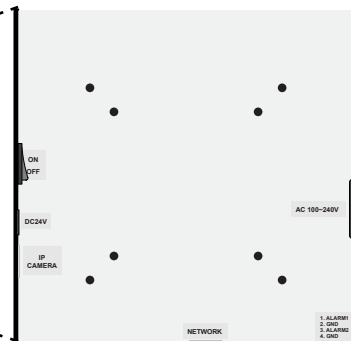 ON
OFF
AC 100~240V
DC24V
IP
CAMERA
NETWORK
1. ALARM1
2. GND
3. ALARM2
4. GND